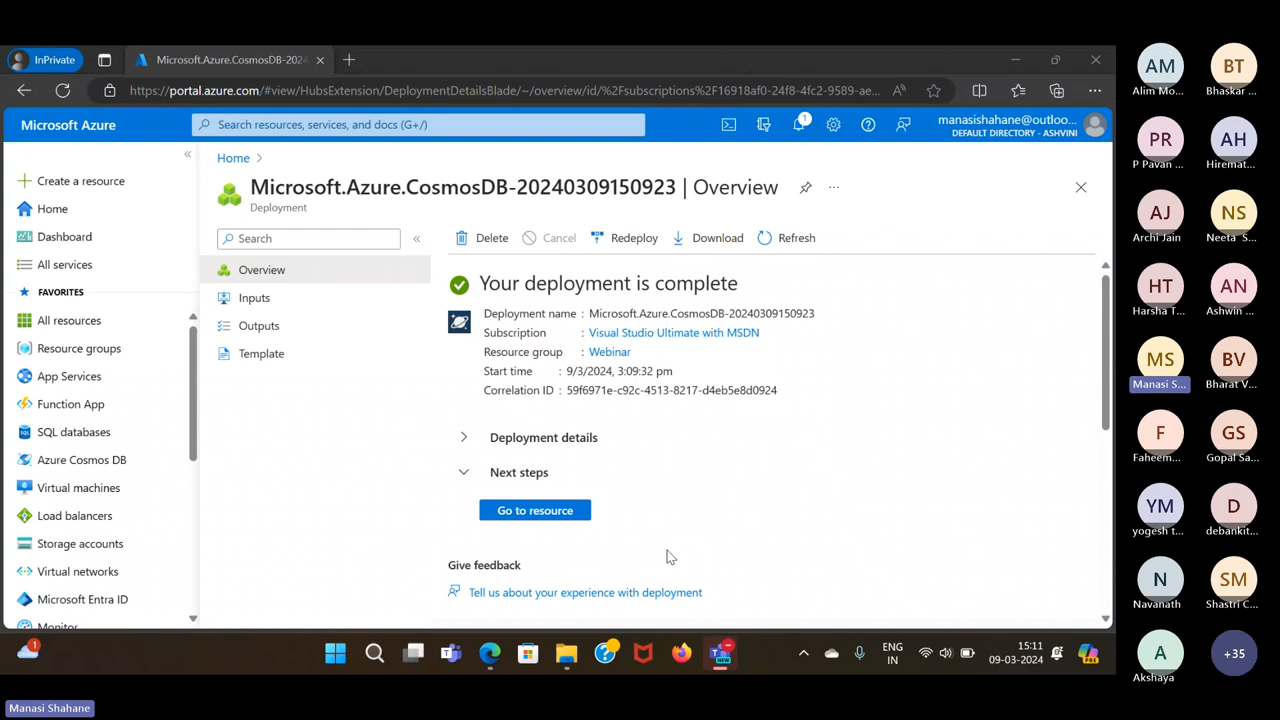 InPrivate
Microsoft.Azure.CosmosDB-2024
https://portal.azure.com/#view/HubsExtension/DeploymentDetailsBlade/~/overview/id/%2Fsubscriptions%2F16918af0-24f8-4fc2-9589-ae...
Microsoft Azure
Search resources, services, and docs (G+/)
1
manasishahane@outloo...
DEFAULT DIRECTORY - ASHVINI
Create a resource
Home
Dashboard
All services
FAVORITES
All resources
Resource groups
App Services
Function App
SQL databases
Azure Cosmos DB
Virtual machines
Load balancers
Storage accounts
Virtual networks
Microsoft Entra ID
Monitor
Home
Microsoft.Azure.CosmosDB-20240309150923 | Overview
Deployment
Search
Overview
Inputs
Outputs
Template
Delete Cancel Redeploy Download Refresh
Your deployment is complete
Deployment name : Microsoft.Azure.CosmosDB-20240309150923
Subscription : Visual Studio Ultimate with MSDN
Resource group : Webinar
Start time : 9/3/2024, 3:09:32 pm
Correlation ID : 59f6971e-c92c-4513-8217-d4eb5e8d0924
Deployment details
Next steps
Go to resource
Give feedback
Tell us about your experience with deployment
1
NEW
ENG
IN
15:11
09-03-2024
PRE
AM BT
Alim Mo... Bhaskar ...
PR AH
P Pavan ... Hiremat...
AJ NS
Archi Jain Neeta S...
HT AN
Harsha T... Ashwin ...
MS BV
Manasi S... Bharat V...
F GS
Faheem... Gopal Sa...
YM D
yogesh t... debankit...
N SM
Navanath Shastri C...
A +35
Akshaya
Manasi Shahane